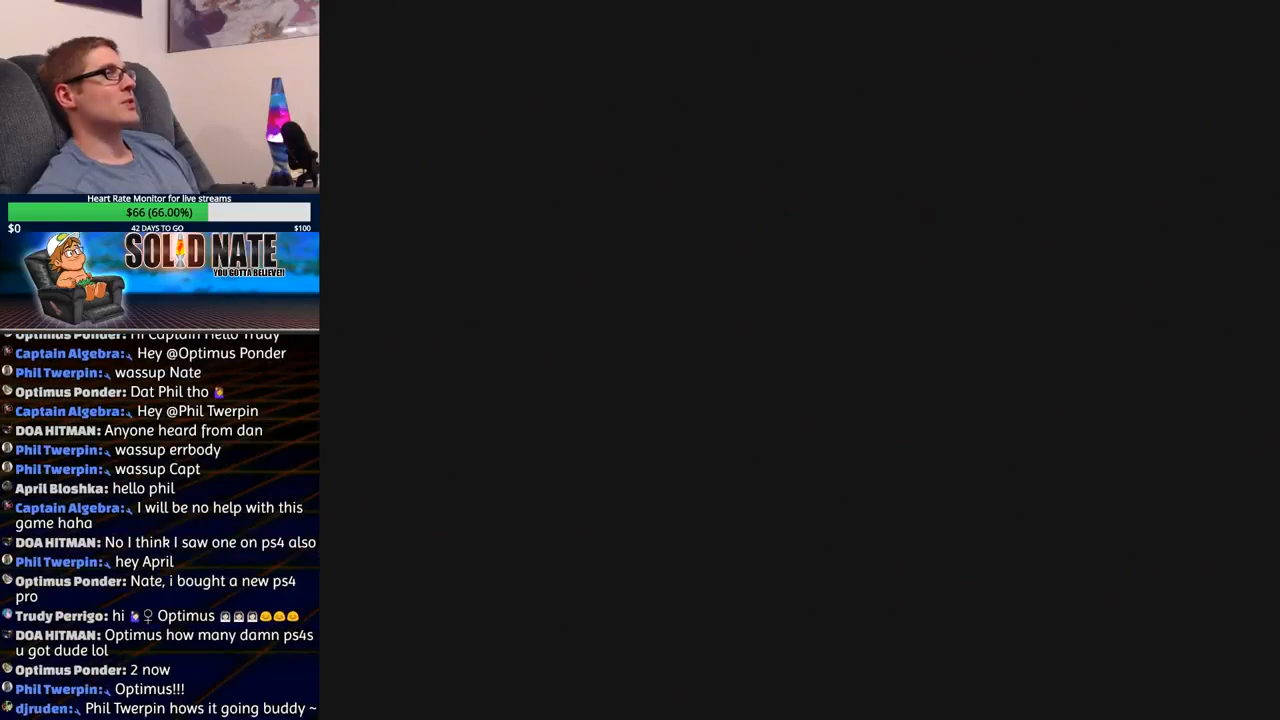 Heart Rate Monitor for live streams
$66 (66.00%)
$0 42 DAYS TO GO $100
SOLID NATE
YOU GOTTA BELIEVE!!
Optimus Ponder: Hi Captain Hello Trudy
Captain Algebra: Hey @Optimus Ponder
Phil Twerpin: wassup Nate
Optimus Ponder: Dat Phil tho
Captain Algebra: Hey @Phil Twerpin
DOA HITMAN: Anyone heard from dan
Phil Twerpin: wassup errbody
Phil Twerpin: wassup Capt
April Bloshka: hello phil
Captain Algebra: I will be no help with this
game haha
DOA HITMAN: No I think I saw one on ps4 also
Phil Twerpin: hey April
Optimus Ponder: Nate, i bought a new ps4
pro
Trudy Perrigo: hi 🙋♀ Optimus
DOA HITMAN: Optimus how many damn ps4s
u got dude lol
Optimus Ponder: 2 now
Phil Twerpin: Optimus!!!
djruden: Phil Twerpin hows it going buddy ~